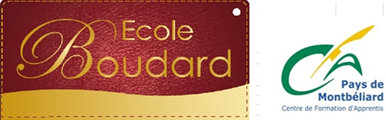 Ecole
Boudard
Pays de
Montbéliard
Centre de Formation d'Apprentis